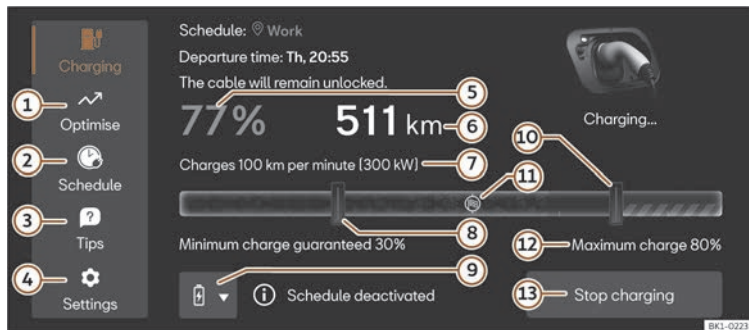 Charging
1
Optimise
2
Schedule
3
?
Tips
4
Settings
Schedule: Work
Departure time: Th, 20:55
The cable will remain unlocked.
5
77% 511 km 6
Charges 100 km per minute (300 kW) 7
Charging...
10
11
8
Minimum charge guaranteed 30%
12 Maximum charge 80%
9
i Schedule deactivated
13 Stop charging
BK1-0223